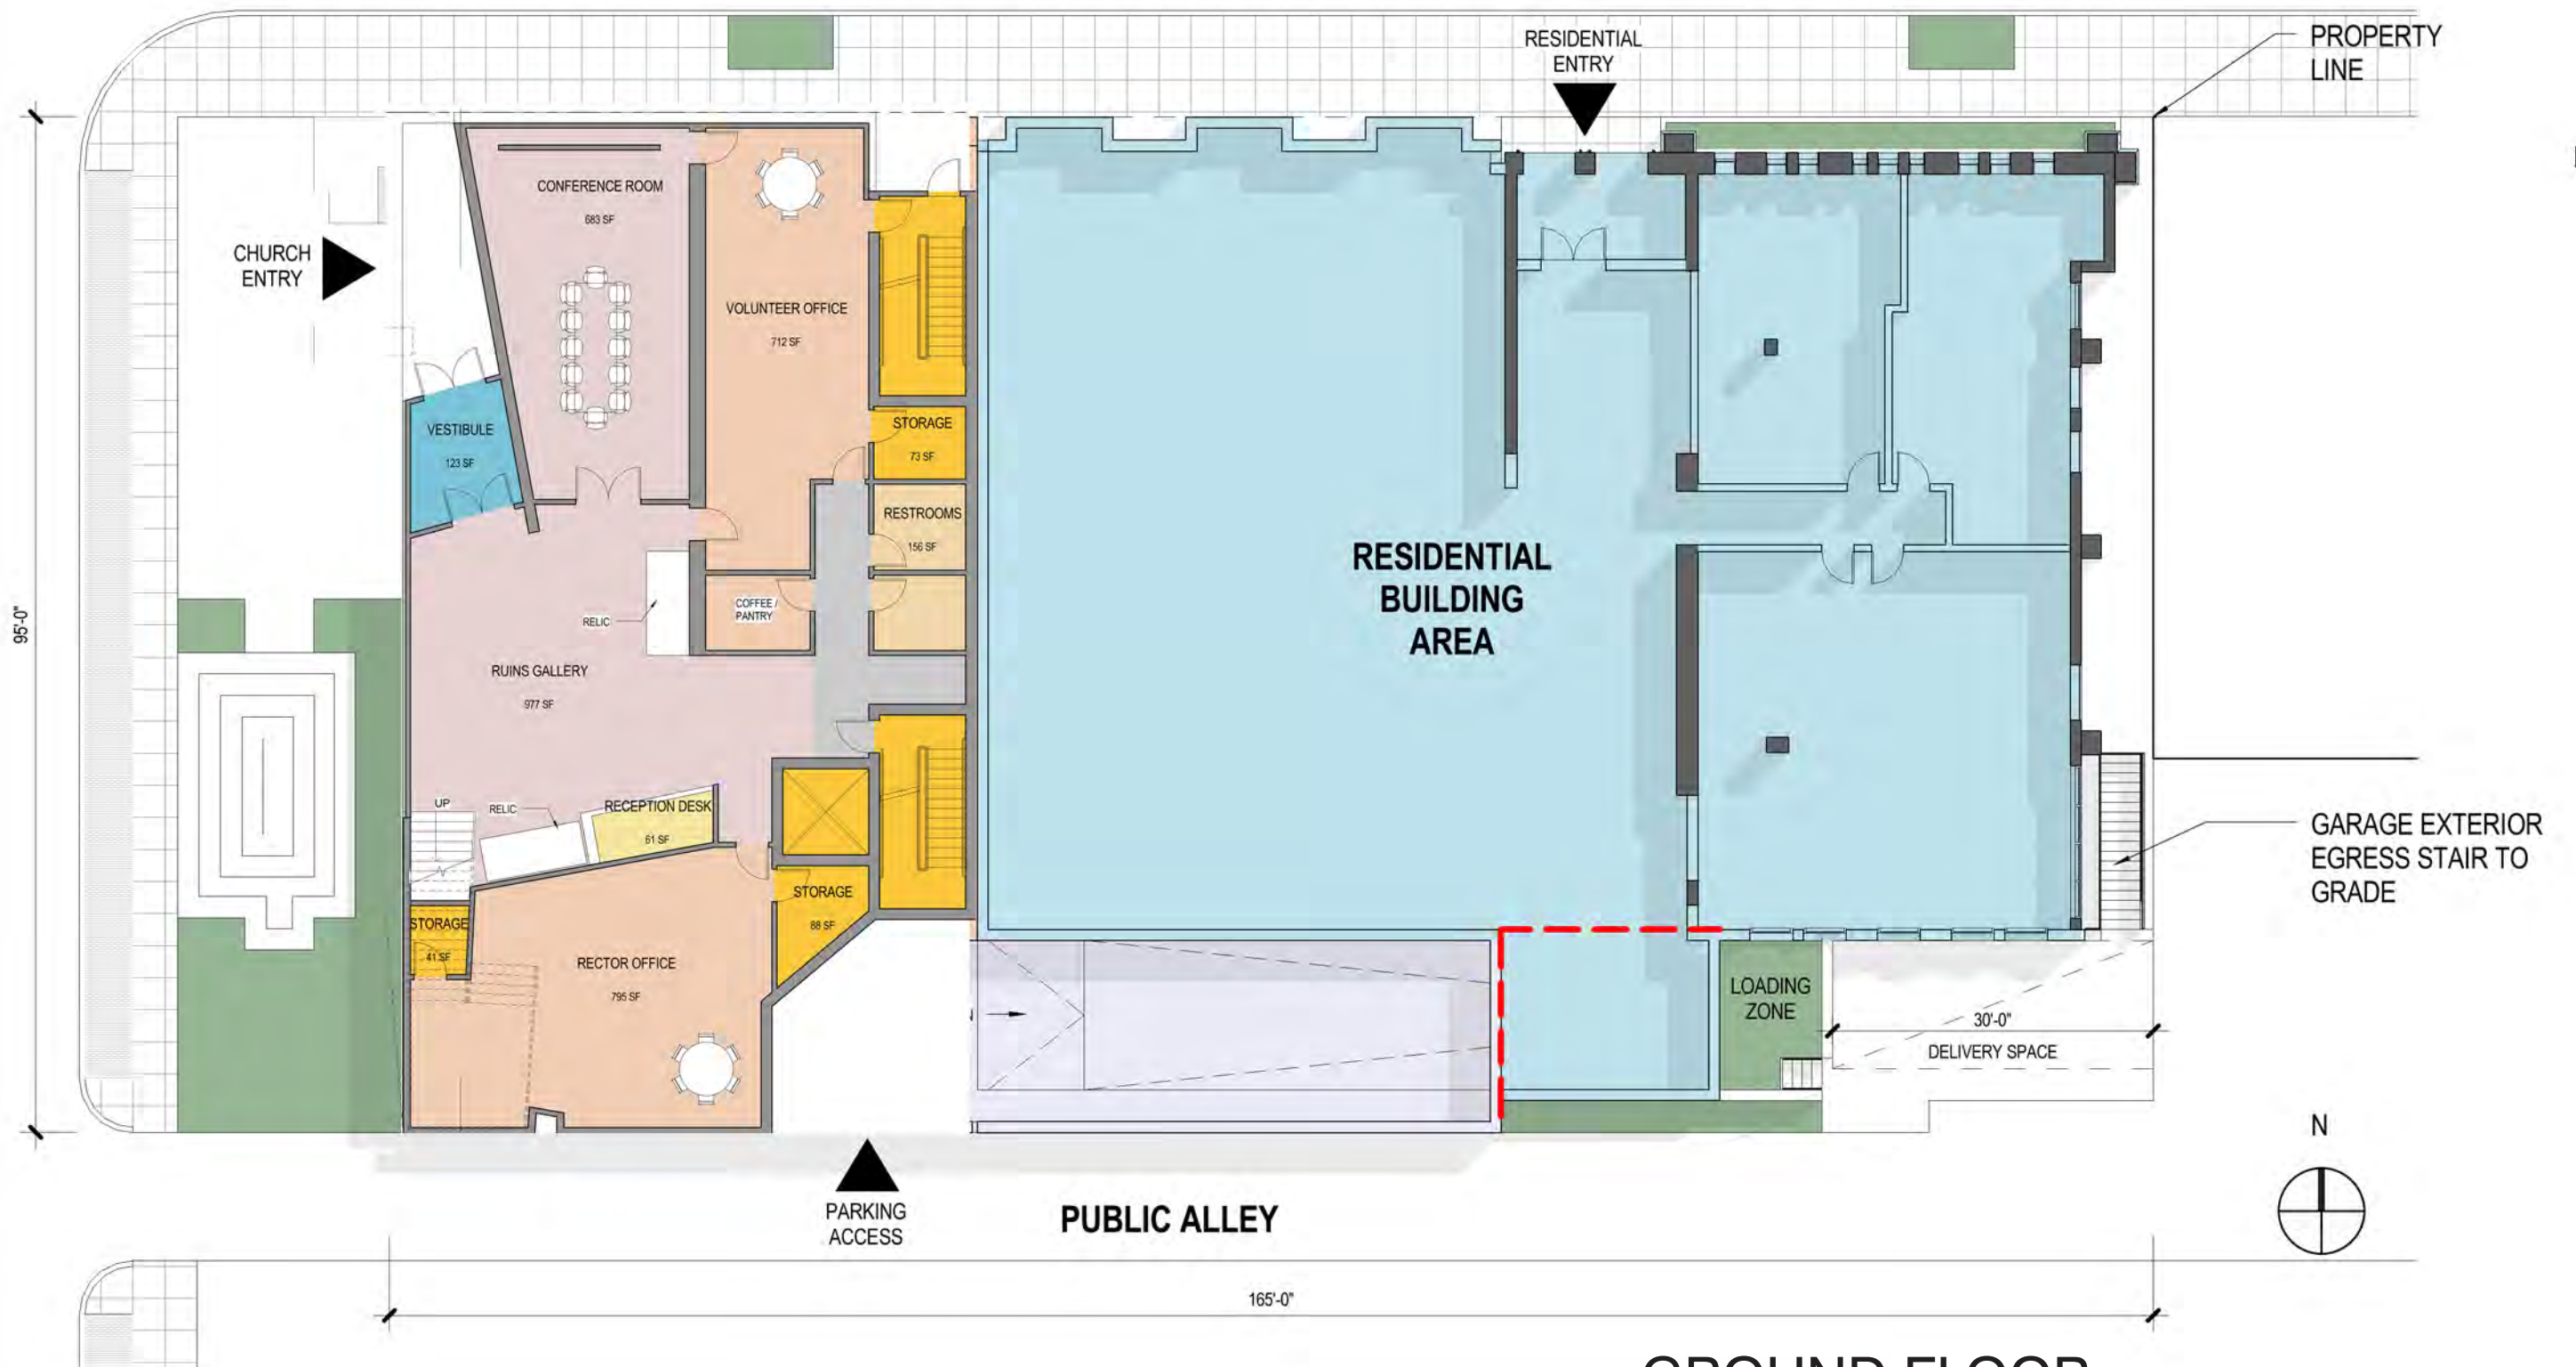 RESIDENTIAL
ENTRY
PROPERTY
LINE
CONFERENCE ROOM
683 SF
CHURCH
ENTRY
VOLUNTEER OFFICE
712 SF
VESTIBULE
123 SF
STORAGE
73 SF
RESTROOMS
156 SF
RESIDENTIAL
BUILDING
AREA
95'-0"
COFFEE /
PANTRY
RELIC
RUINS GALLERY
977 SF
UP
RELIC
RECEPTION DESK
61 SF
GARAGE EXTERIOR
EGRESS STAIR TO
GRADE
STORAGE
88 SF
STORAGE
41 SF
RECTOR OFFICE
795 SF
LOADING
ZONE
30'-0"
DELIVERY SPACE
N
PARKING
ACCESS
PUBLIC ALLEY
165'-0"
GROUND FLOOR